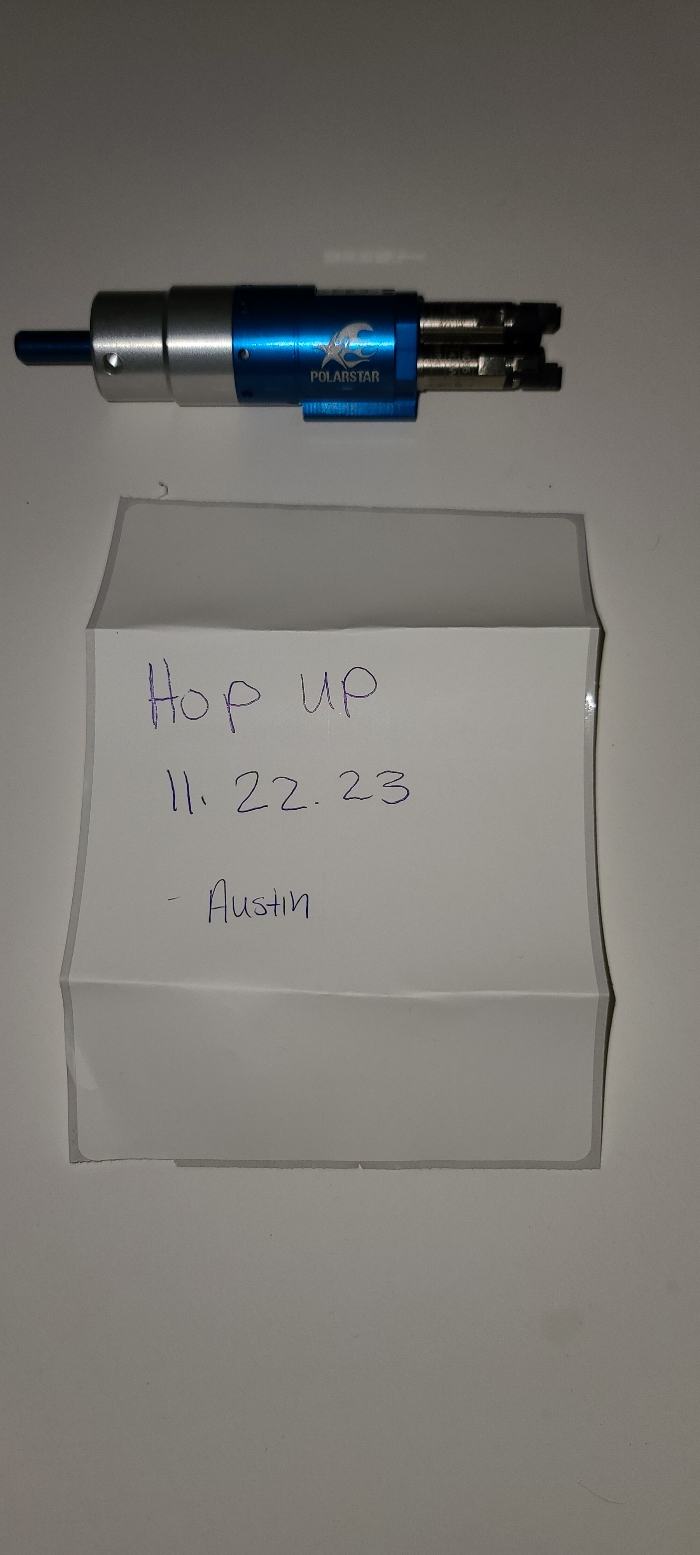 POLARSTAR
Hop UP
11. 22. 23
- Austin